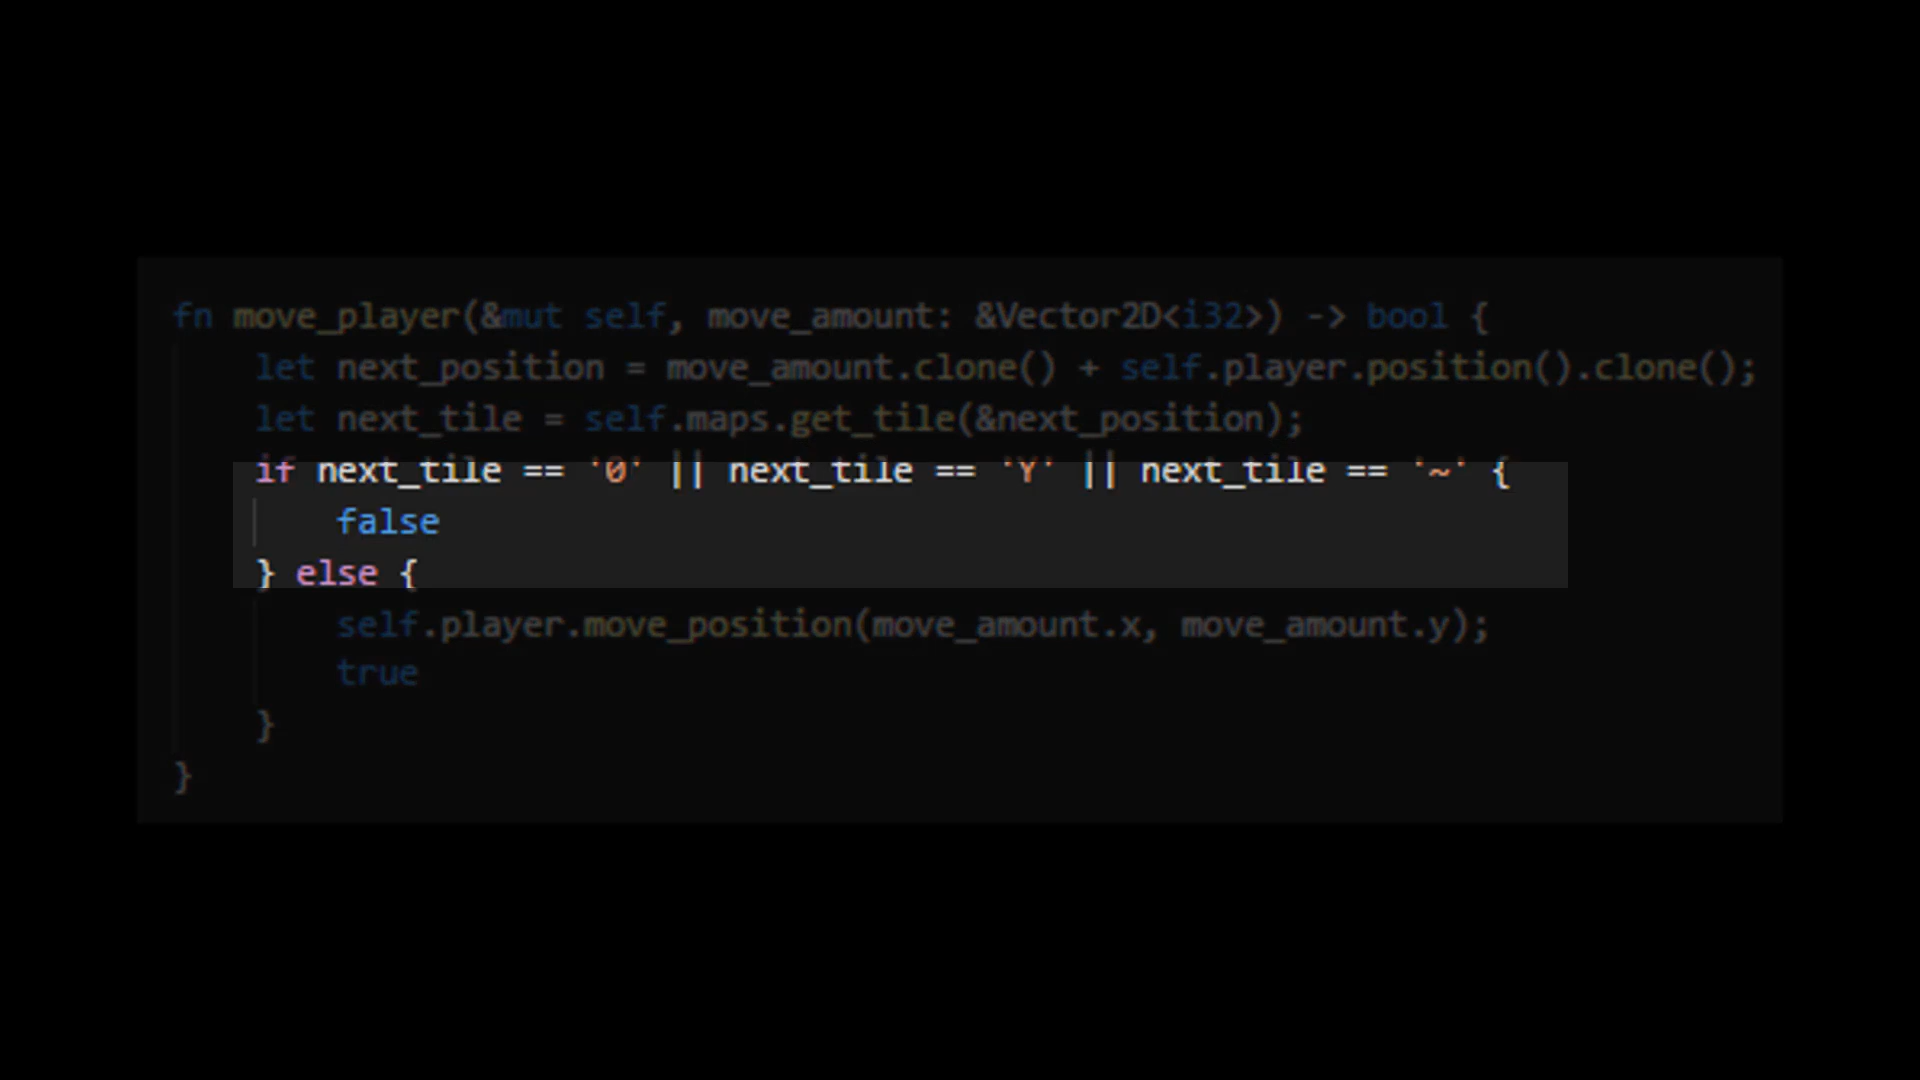 fn move_player(&mut self, move_amount: &Vector2D<i32>) -> bool {
let next_position = move_amount.clone() + self.player.position().clone();
let next_tile = self.maps.get_tile(&next_position);
if next_tile == '0' || next_tile == 'Y' || next_tile == '~' {
false
} else {
self.player.move_position(move_amount.x, move_amount.y);
true
}
}